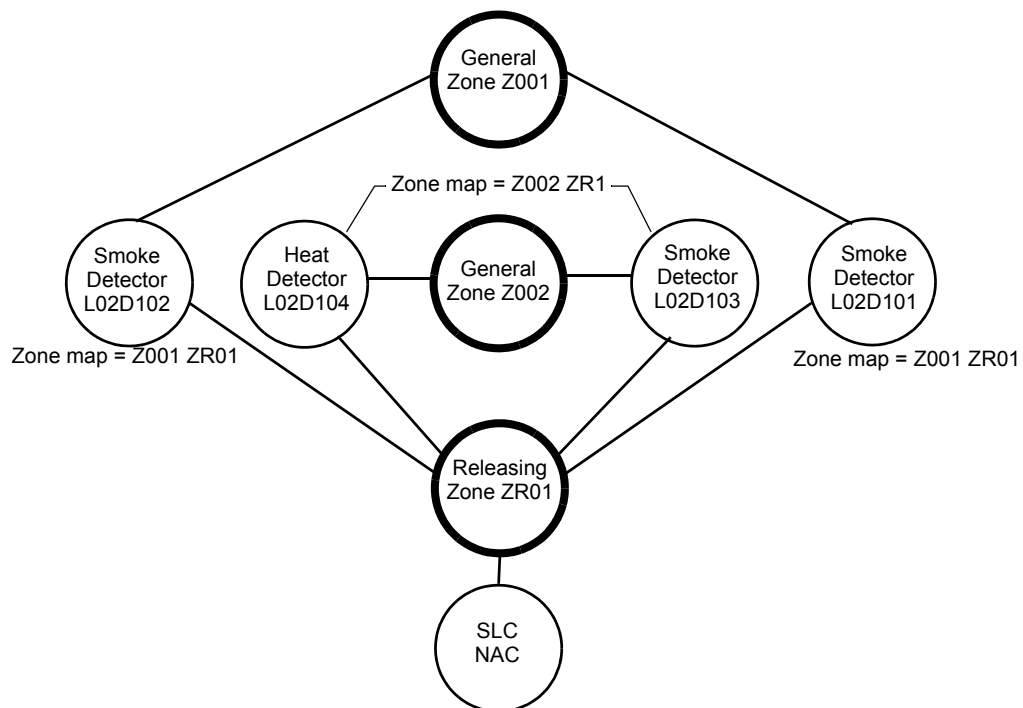 General
Zone Z001
Zone map = Z002 ZR1
Smoke
Detector
L02D102
Heat
Detector
L02D104
General
Zone Z002
Smoke
Detector
L02D103
Smoke
Detector
L02D101
Zone map = Z001 ZR01
Zone map = Z001 ZR01
Releasing
Zone ZR01
SLC
NAC